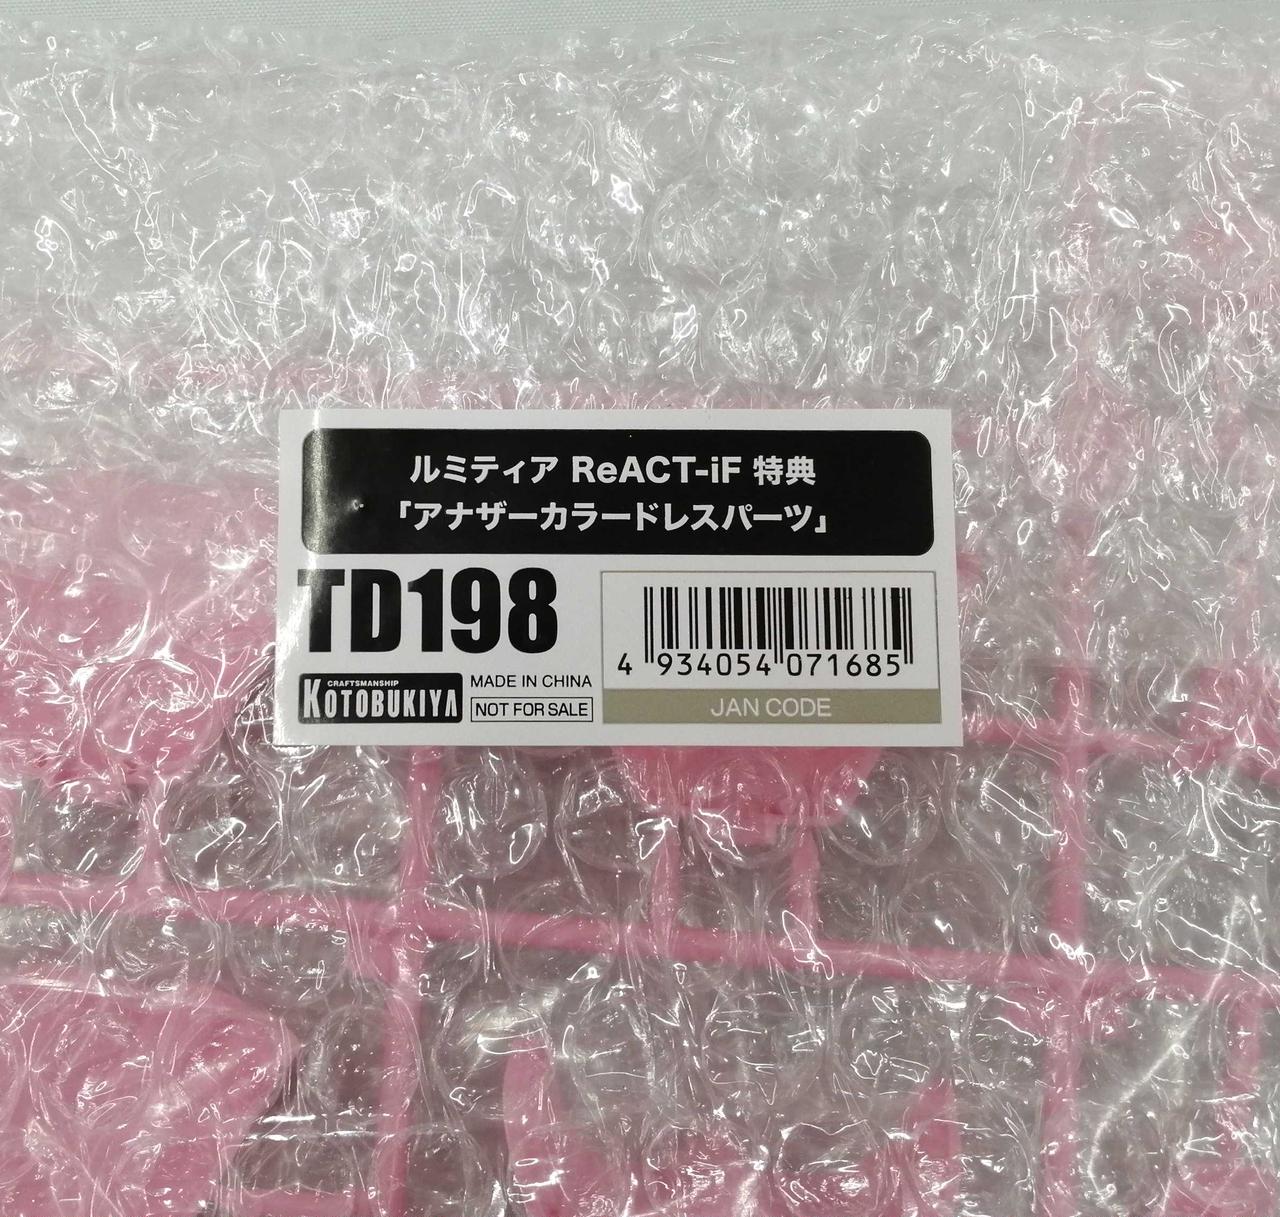 ルミティア ReACT-iF 特典
「アナザーカラードレスパーツ」
TD198
CRAFTSMANSHIP
KOTOBUKIYA
MADE IN CHINA
NOT FOR SALE
4 934054 071685
JAN CODE